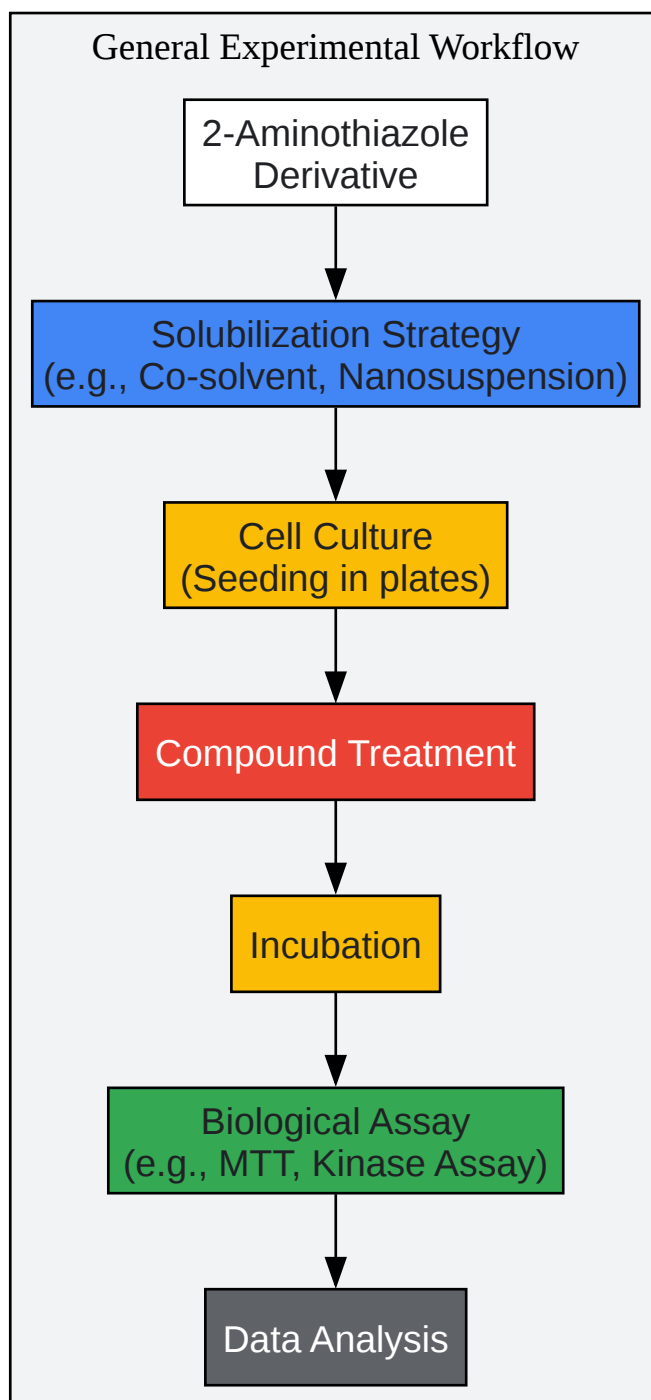 General Experimental Workflow
2-Aminothiazole
Derivative
Solubilization Strategy
(e.g., Co-solvent, Nanosuspension)
Cell Culture
(Seeding in plates)
Compound Treatment
Incubation
Biological Assay
(e.g., MTT, Kinase Assay)
Data Analysis